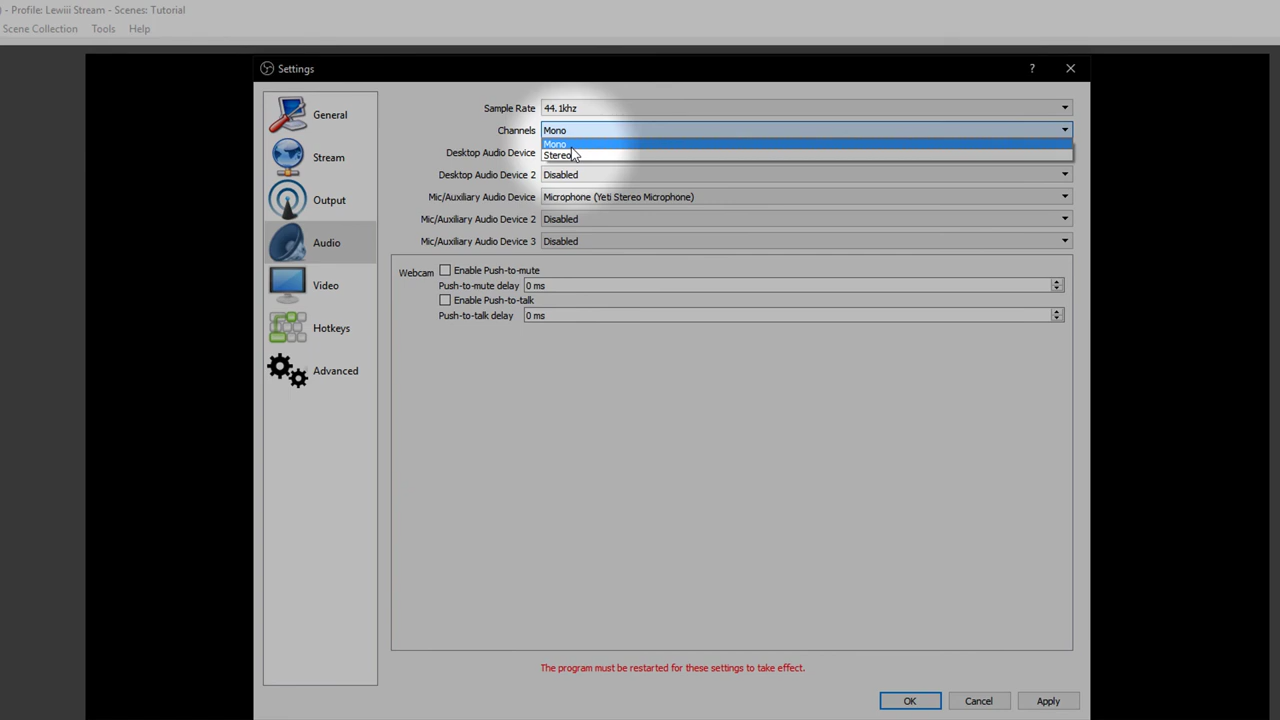 ) - Profile: Lewiii Stream - Scenes: Tutorial
Scene Collection Tools Help
Settings
?
General
Stream
Output
Audio
Video
Hotkeys
Advanced
Sample Rate 44.1khz
Channels Mono
Mono
Desktop Audio Device Stereo
Desktop Audio Device 2 Disabled
Mic/Auxiliary Audio Device Microphone (Yeti Stereo Microphone)
Mic/Auxiliary Audio Device 2 Disabled
Mic/Auxiliary Audio Device 3 Disabled
Webcam Enable Push-to-mute
Push-to-mute delay 0 ms
Enable Push-to-talk
Push-to-talk delay 0 ms
The program must be restarted for these settings to take effect.
OK Cancel Apply